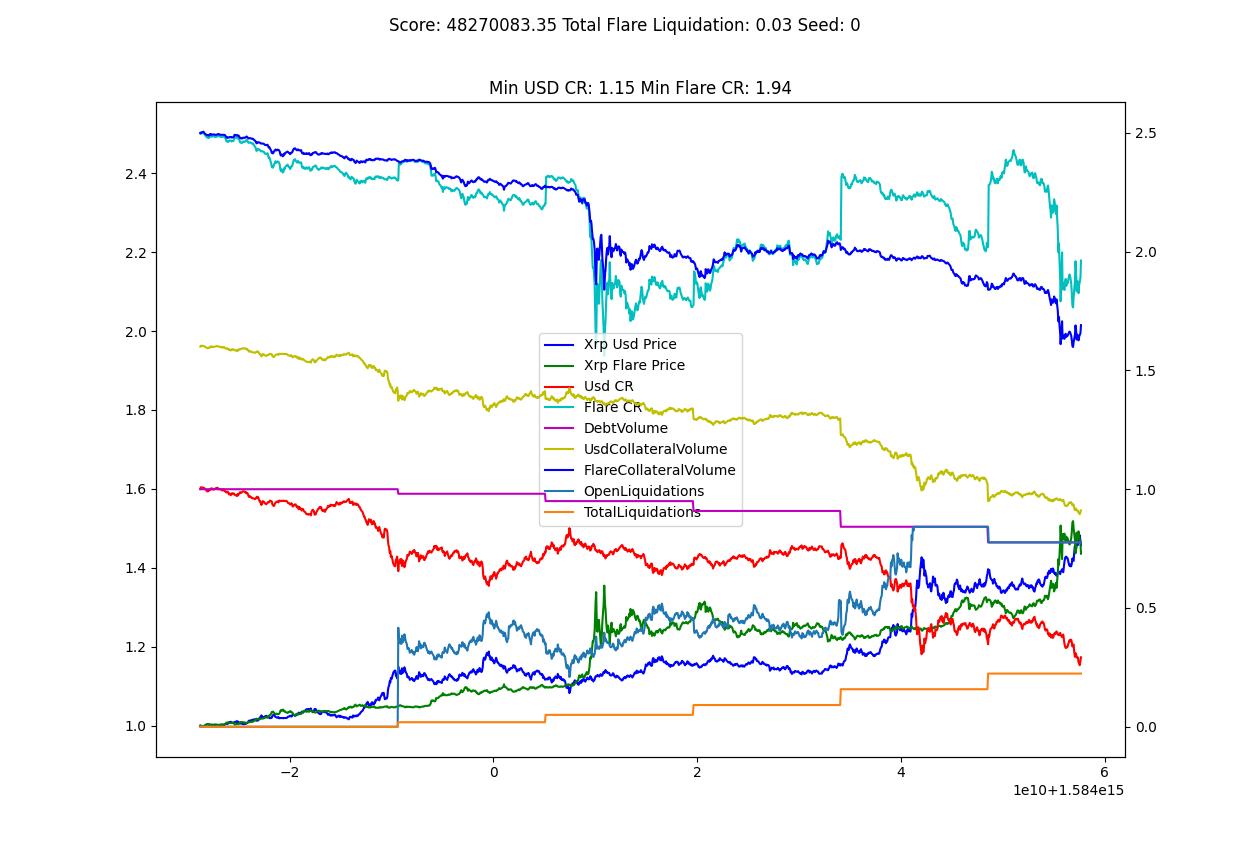 Score: 48270083.35 Total Flare Liquidation: 0.03 Seed: 0
Min USD CR: 1.15 Min Flare CR: 1.94
2.4
2.2
2.0
1.8
1.6
1.4
1.2
1.0
2.5
2.0
1.5
1.0
0.5
0.0
Xrp Usd Price
Xrp Flare Price
Usd CR
Flare CR
DebtVolume
UsdCollateralVolume
FlareCollateralVolume
OpenLiquidations
TotalLiquidations
−2 0 2 4 6
1e10+1.584e15